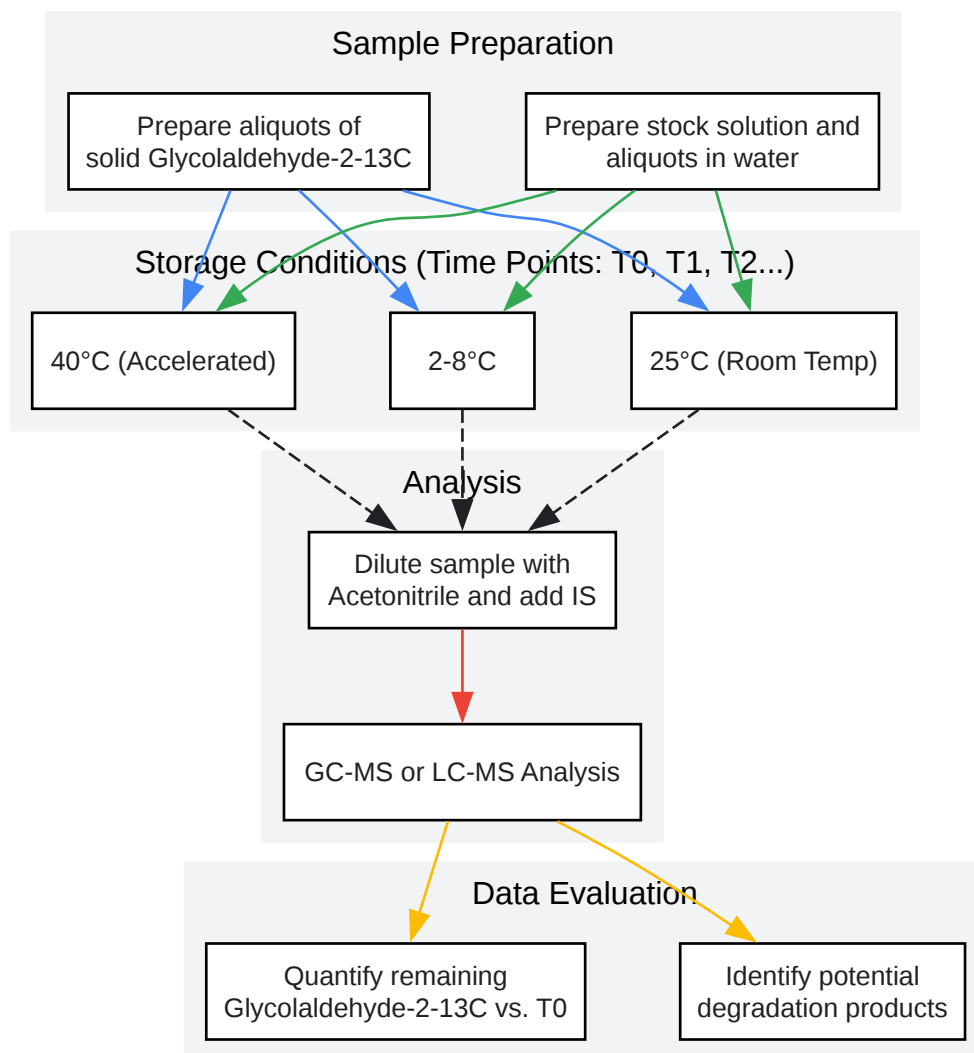 Sample Preparation
Prepare aliquots of
solid Glycolaldehyde-2-13C
Prepare stock solution and
aliquots in water
Storage Conditions (Time Points: T0, T1, T2...)
40°C (Accelerated)
2-8°C
25°C (Room Temp)
Analysis
Dilute sample with
Acetonitrile and add IS
GC-MS or LC-MS Analysis
Data Evaluation
Quantify remaining
Glycolaldehyde-2-13C vs. T0
Identify potential
degradation products